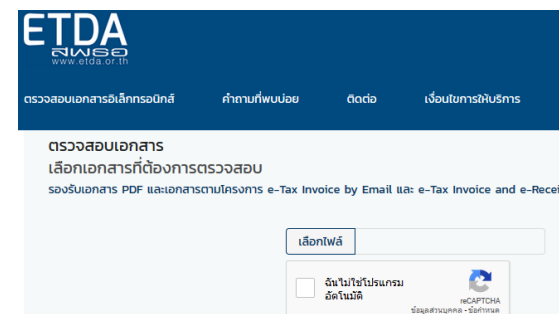 ETDA
สพธอ
www.etda.or.th
ตรวจสอบเอกสารอิเล็กทรอนิกส์ คำถามที่พบบ่อย ติดต่อ เงื่อนไขการให้บริการ
ตรวจสอบเอกสาร
เลือกเอกสารที่ต้องการตรวจสอบ
รองรับเอกสาร PDF และเอกสารตามโครงการ e-Tax Invoice by Email และ e-Tax Invoice and e-Recei
เลือกไฟล์
ฉันไม่ใช่โปรแกรม
อัตโนมัติ
reCAPTCHA
ข้อมูลส่วนบุคคล - ข้อกำหนด